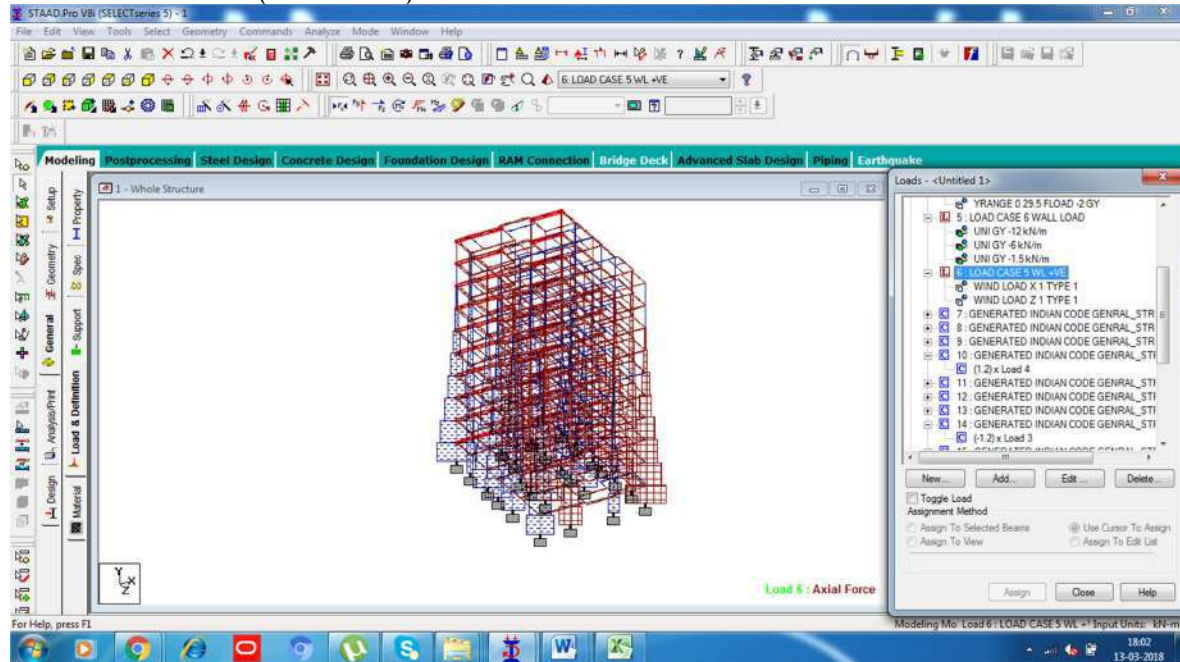 STAAD.Pro V8i (SELECTseries 5) - 1
File Edit View Tools Select Geometry Commands Analyze Mode Window Help
6: LOAD CASE 5 WL +VE
Modeling Postprocessing Steel Design Concrete Design Foundation Design RAM Connection Bridge Deck Advanced Slab Design Piping Earthquake
Setup
Geometry
General
Analysis/Print
Design
Property
Spec
Support
Load & Definition
Material
1 - Whole Structure
Y
X
Z
Load 6 : Axial Force
Loads - <Untitled 1>
YRANGE 0 29.5 FLOAD -2 GY
5 : LOAD CASE 6 WALL LOAD
UNI GY -12 kN/m
UNI GY -6 kN/m
UNI GY -1.5 kN/m
6 : LOAD CASE 5 WL +VE
WIND LOAD X 1 TYPE 1
WIND LOAD Z 1 TYPE 1
7 : GENERATED INDIAN CODE GENRAL_STR
8 : GENERATED INDIAN CODE GENRAL_STR
9 : GENERATED INDIAN CODE GENRAL_STR
10 : GENERATED INDIAN CODE GENRAL_STR
(1.2) x Load 4
11 : GENERATED INDIAN CODE GENRAL_STR
12 : GENERATED INDIAN CODE GENRAL_STR
13 : GENERATED INDIAN CODE GENRAL_STR
14 : GENERATED INDIAN CODE GENRAL_STR
(-1.2) x Load 3
New... Add... Edit ... Delete...
Toggle Load
Assignment Method
Assign To Selected Beams Use Cursor To Assign
Assign To View Assign To Edit List
Assign Close Help
For Help, press F1
Modeling Mo Load 6 : LOAD CASE 5 WL +' Input Units: kN-m
18:02
13-03-2018